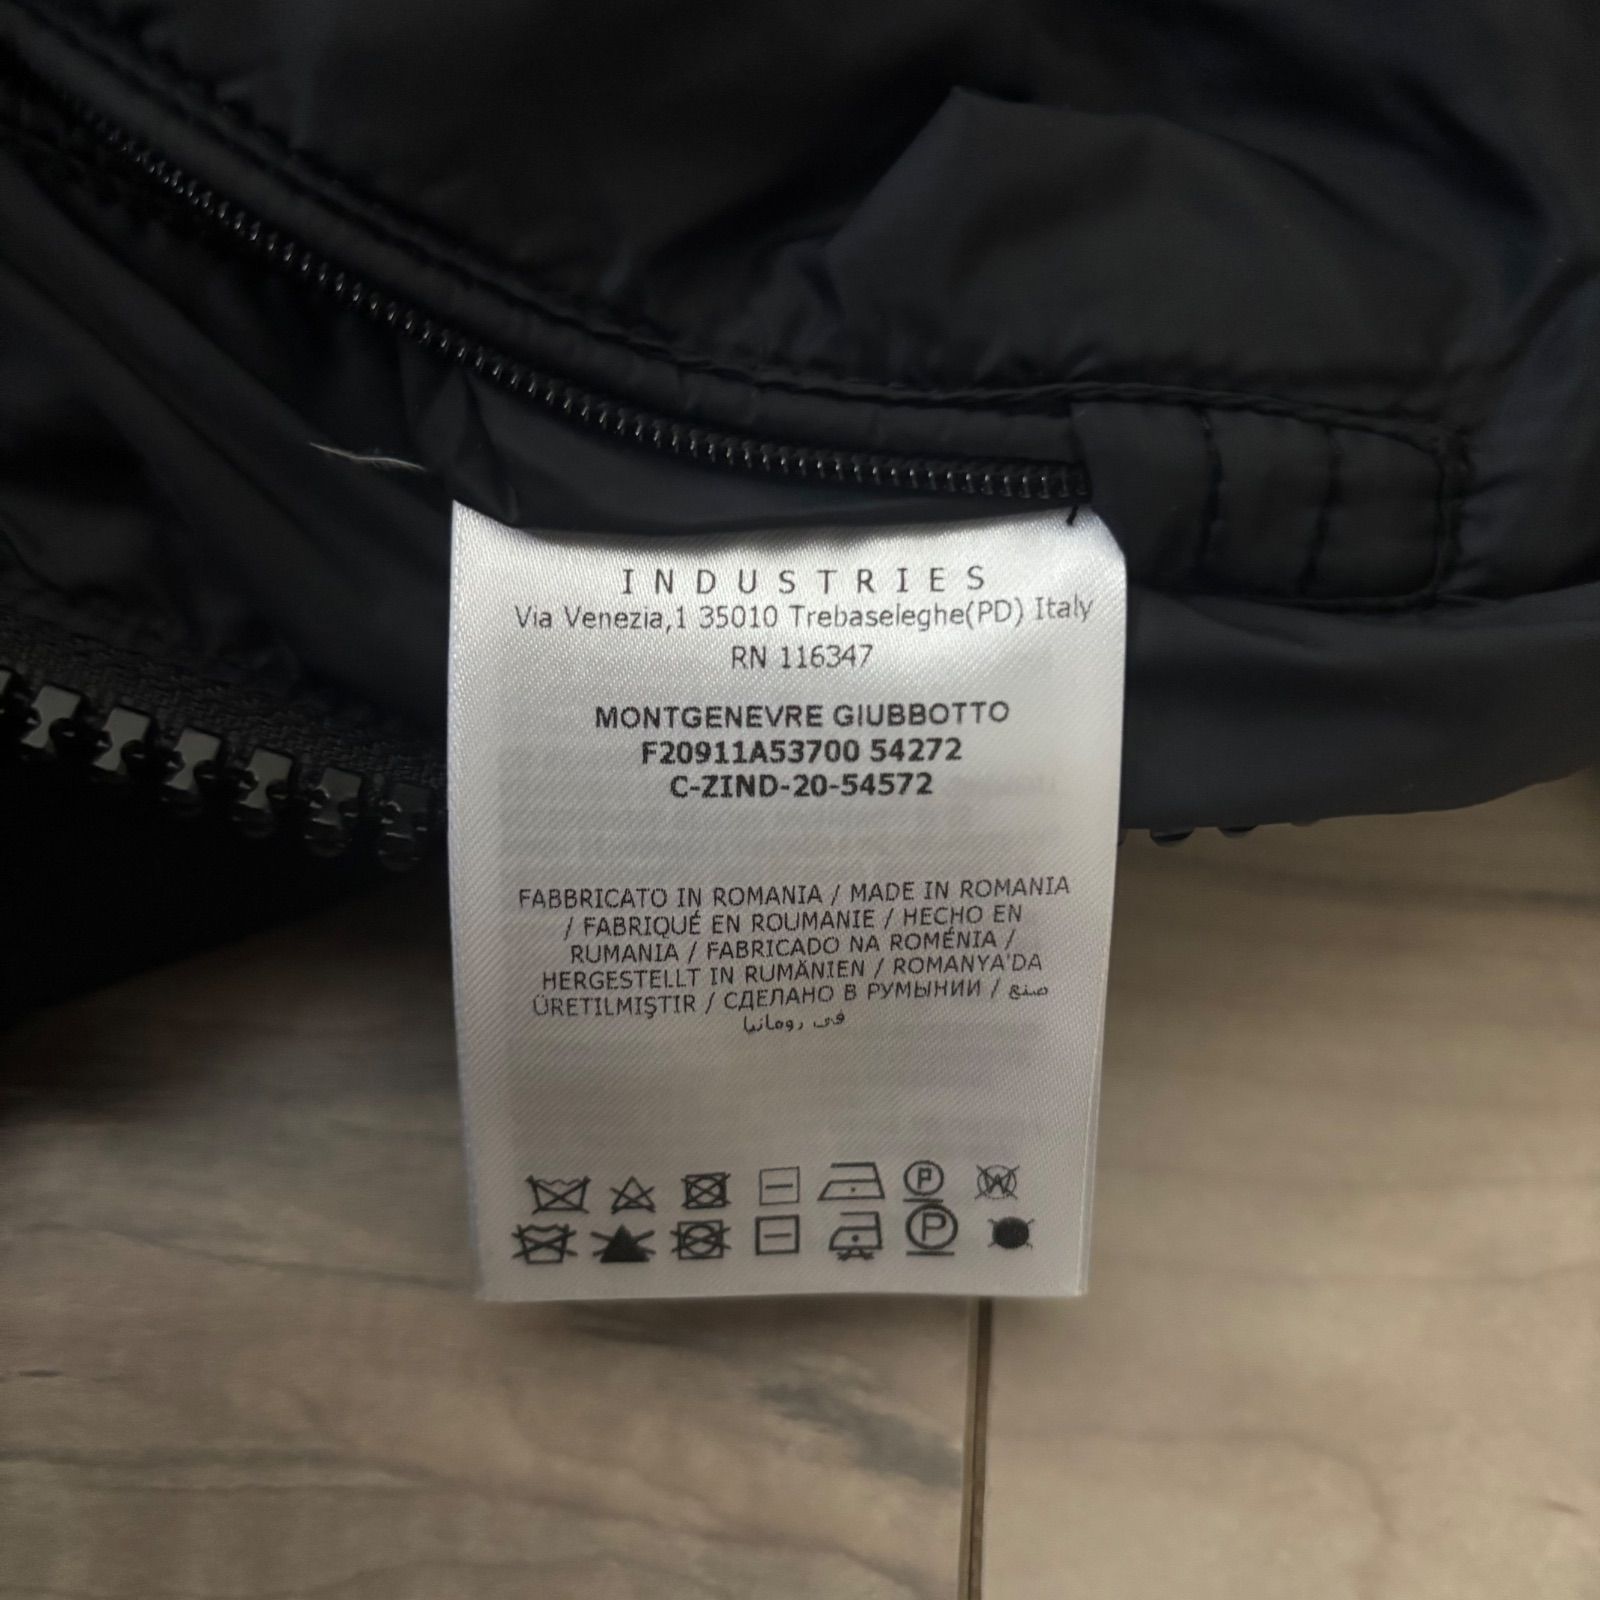 INDUSTRIES
Via Venezia,1 35010 Trebaseleghe(PD) Italy
RN 116347
MONTGENEVRE GIUBBOTTO
F20911A53700 54272
C-ZIND-20-54572
FABBRICATO IN ROMANIA / MADE IN ROMANIA
/ FABRIQUÉ EN ROUMANIE / HECHO EN
RUMANIA / FABRICADO NA ROMÉNIA /
HERGESTELLT IN RUMÄNIEN / ROMANYA'DA
ÜRETILMIŞTIR / СДЕЛАНО В РУМЫНИИ / صنع
في رومانيا
P W
P